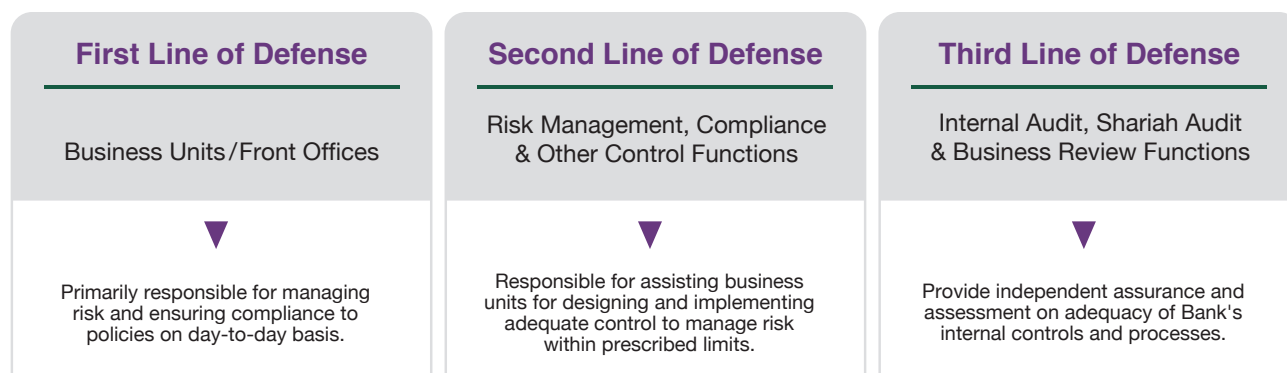 First Line of Defense
Business Units/Front Offices
Primarily responsible for managing
risk and ensuring compliance to
policies on day-to-day basis.
Second Line of Defense
Risk Management, Compliance
& Other Control Functions
Responsible for assisting business
units for designing and implementing
adequate control to manage risk
within prescribed limits.
Third Line of Defense
Internal Audit, Shariah Audit
& Business Review Functions
Provide independent assurance and
assessment on adequacy of Bank's
internal controls and processes.